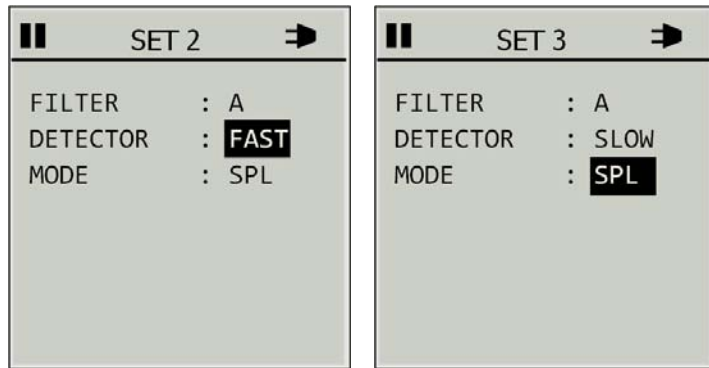 SET 2
FILTER : A
DETECTOR : FAST
MODE : SPL
SET 3
FILTER : A
DETECTOR : SLOW
MODE : SPL